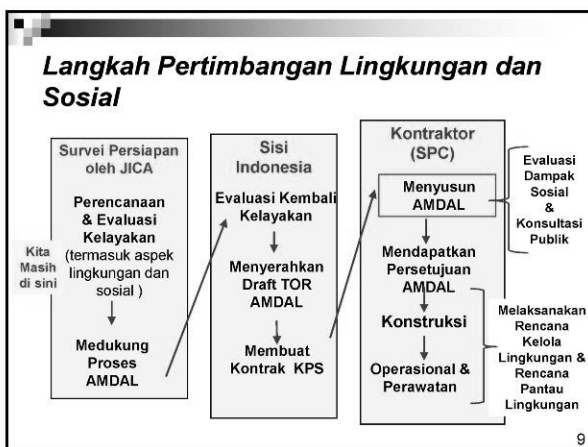 Langkah Pertimbangan Lingkungan dan
Sosial
Kita
Masih
di sini
Survei Persiapan
oleh JICA
Perencanaan
& Evaluasi
Kelayakan
(termasuk aspek
lingkungan dan
sosial )
Medukung
Proses
AMDAL
Sisi
Indonesia
Evaluasi Kembali
Kelayakan
Menyerahkan
Draft TOR
AMDAL
Membuat
Kontrak KPS
Kontraktor
(SPC)
Menyusun
AMDAL
Mendapatkan
Persetujuan
AMDAL
Konstruksi
Operasional &
Perawatan
Evaluasi
Dampak
Sosial
&
Konsultasi
Publik
Melaksanakan
Rencana
Kelola
Lingkungan &
Rencana
Pantau
Lingkungan
9